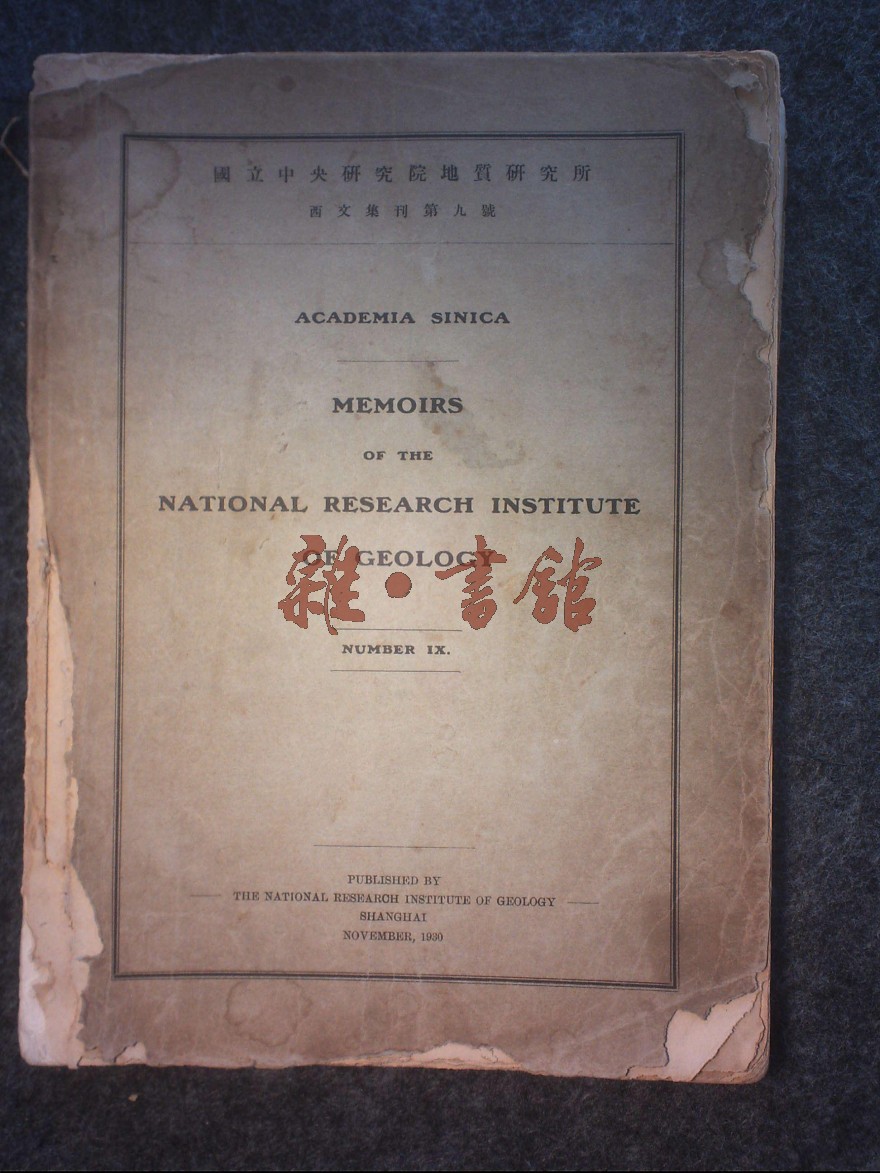 國立中央研究院地質研究所
西文集刊第九號
ACADEMIA SINICA
MEMOIRS
OF THE
NATIONAL RESEARCH INSTITUTE
OF GEOLOGY
雜·書館
NUMBER IX.
PUBLISHED BY
THE NATIONAL RESEARCH INSTITUTE OF GEOLOGY
SHANGHAI
NOVEMBER, 1930